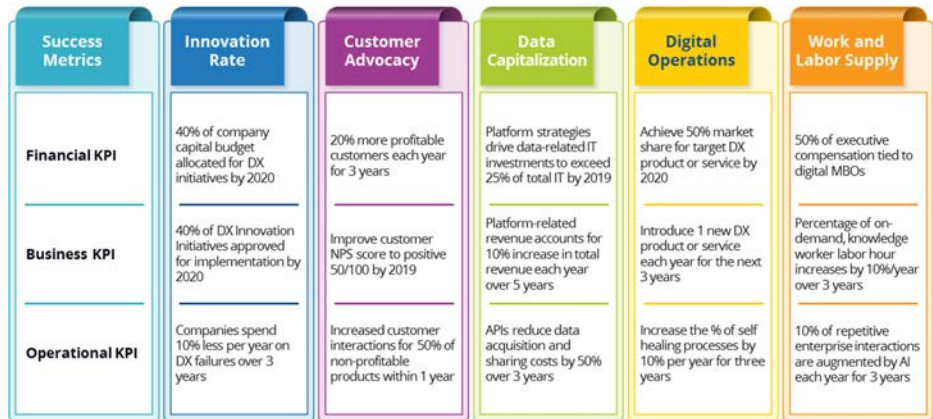 Success
Metrics
Innovation
Rate
Customer
Advocacy
Data
Capitalization
Digital
Operations
Work and
Labor Supply
Financial KPI
40% of company
capital budget
allocated for DX
initiatives by 2020
20% more profitable
customers each year
for 3 years
Platform strategies
drive data-related IT
investments to exceed
25% of total IT by 2019
Achieve 50% market
share for target DX
product or service by
2020
50% of executive
compensation tied to
digital MBOs
Business KPI
40% of DX Innovation
Initiatives approved
for implementation by
2020
Improve customer
NPS score to positive
50/100 by 2019
Platform-related
revenue accounts for
10% increase in total
revenue each year
over 5 years
Introduce 1 new DX
product or service
each year for the next
3 years
Percentage of on-
demand, knowledge
worker labor hour
increases by 10%/year
over 3 years
Operational KPI
Companies spend
10% less per year on
DX failures over 3
years
Increased customer
interactions for 50% of
non-profitable
products within 1 year
APIs reduce data
acquisition and
sharing costs by 50%
over 3 years
Increase the % of self
healing processes by
10% per year for three
years
10% of repetitive
enterprise interactions
are augmented by AI
each year for 3 years